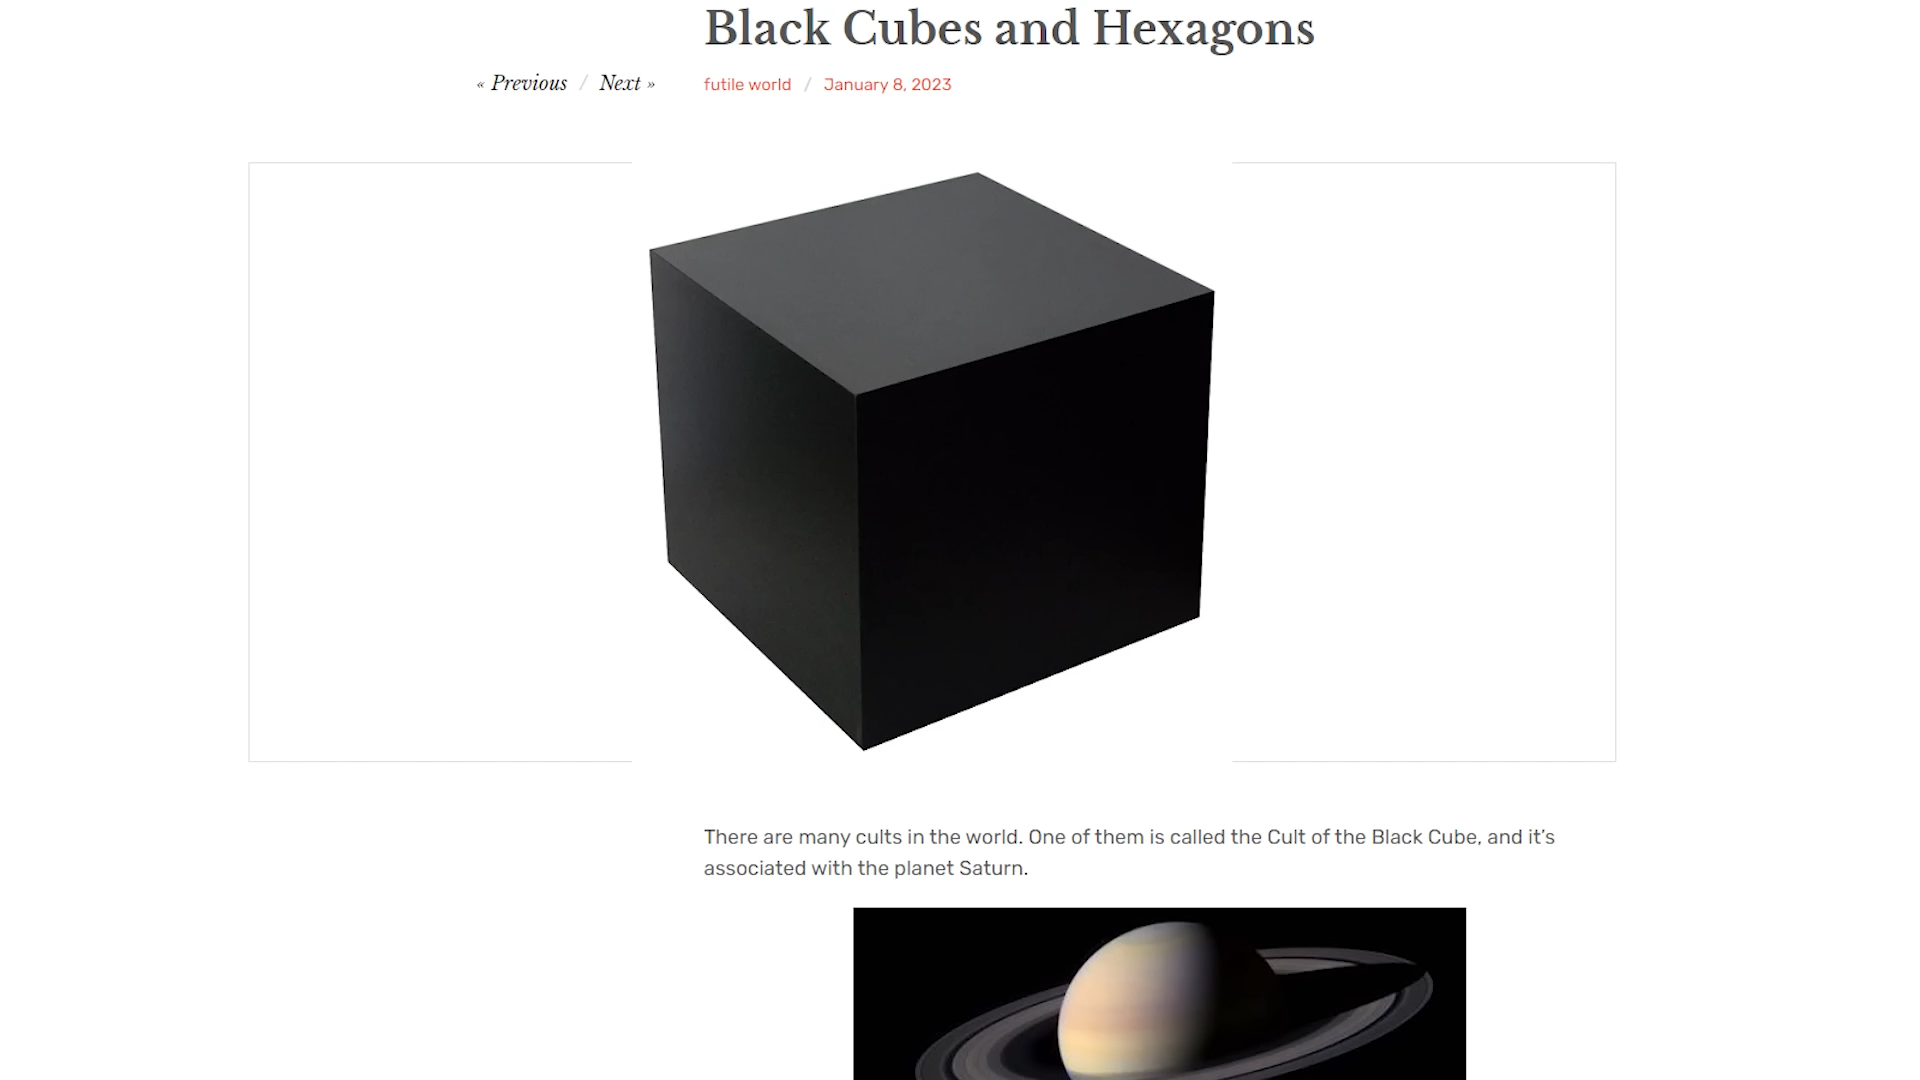 Black Cubes and Hexagons
« Previous / Next »
futile world / January 8, 2023
There are many cults in the world. One of them is called the Cult of the Black Cube, and it’s
associated with the planet Saturn.